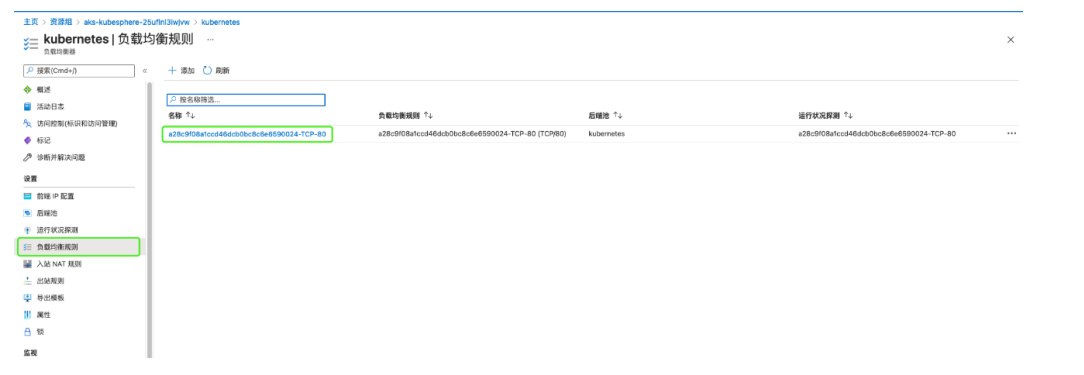 主页 > 资源组 > aks-kubesphere-25ufinl3iwjvw > kubernetes
kubernetes | 负载均衡规则 ...
负载均衡器
搜索(Cmd+/)
添加 刷新
概述
活动日志
访问控制(标识和访问管理)
标记
诊断并解决问题
设置
前端 IP 配置
后端池
运行状况探测
负载均衡规则
入站 NAT 规则
出站规则
导出模板
属性
锁
监视
按名称筛选...
名称 ↑↓ 负载均衡规则 ↑↓ 后端池 ↑↓ 运行状况探测 ↑↓
a28c9f08a1ccd46dcb0bc8c6e6590024-TCP-80 a28c9f08a1ccd46dcb0bc8c6e6590024-TCP-80 (TCP/80) kubernetes a28c9f08a1ccd46dcb0bc8c6e6590024-TCP-80 ...